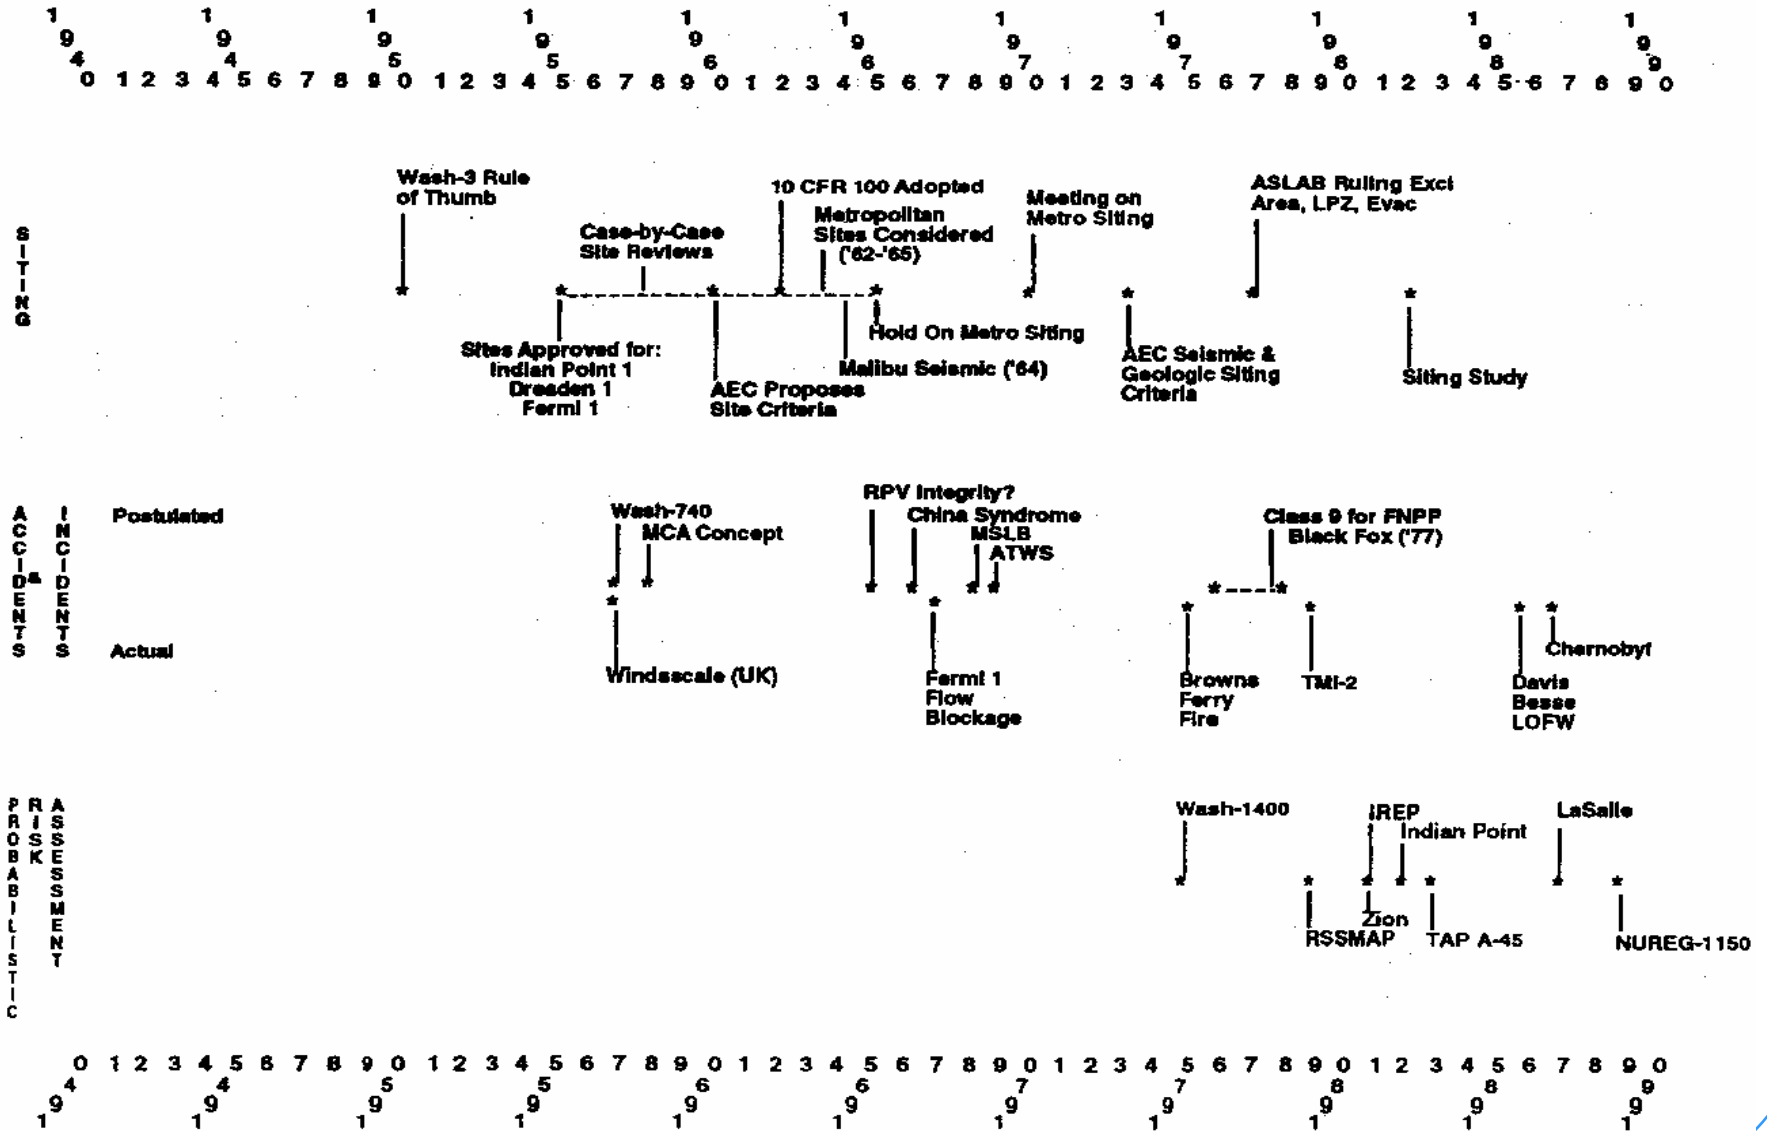 1940 1945 1950 1955 1960 1965 1970 1975 1980 1985 1990
0 1 2 3 4 5 6 7 8 9 0 1 2 3 4 5 6 7 8 9 0 1 2 3 4 5 6 7 8 9 0 1 2 3 4 5 6 7 8 9 0 1 2 3 4 5 6 7 8 9 0
SITING
Wash-3 Rule
of Thumb
Case-by-Case
Site Reviews
10 CFR 100 Adopted
Metropolitan
Sites Considered
('62-'65)
Meeting on
Metro Siting
ASLAB Ruling Excl
Area, LPZ, Evac
Sites Approved for:
Indian Point 1
Dresden 1
Fermi 1
AEC Proposes
Site Criteria
Hold On Metro Siting
Malibu Seismic ('64)
AEC Seismic &
Geologic Siting
Criteria
Siting Study
ACCIDENTS & INCIDENTS
Postulated
Wash-740
MCA Concept
RPV Integrity?
China Syndrome
MSLB
ATWS
Class 9 for FNPP
Black Fox ('77)
Actual
Windsscale (UK)
Fermi 1
Flow
Blockage
Browns
Ferry
Fire
TMI-2
Davis
Besse
LOFW
Chernobyl
PROBABILISTIC RISK ASSESSMENT
Wash-1400
IREP
Indian Point
LaSalle
RSSMAP
Zion
TAP A-45
NUREG-1150
0 1 2 3 4 5 6 7 8 9 0 1 2 3 4 5 6 7 8 9 0 1 2 3 4 5 6 7 8 9 0 1 2 3 4 5 6 7 8 9 0 1 2 3 4 5 6 7 8 9 0
1940 1945 1950 1955 1960 1965 1970 1975 1980 1985 1990